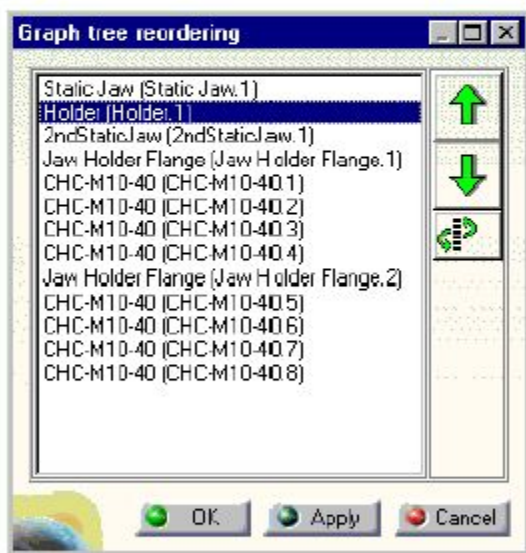 Graph tree reordering
Static Jaw (Static Jaw.1)
Holder (Holder.1)
2ndStaticJaw (2ndStaticJaw.1)
Jaw Holder Flange (Jaw Holder Flange.1)
CHC-M10-40 (CHC-M10-40.1)
CHC-M10-40 (CHC-M10-40.2)
CHC-M10-40 (CHC-M10-40.3)
CHC-M10-40 (CHC-M10-40.4)
Jaw Holder Flange (Jaw Holder Flange.2)
CHC-M10-40 (CHC-M10-40.5)
CHC-M10-40 (CHC-M10-40.6)
CHC-M10-40 (CHC-M10-40.7)
CHC-M10-40 (CHC-M10-40.8)
OK Apply Cancel